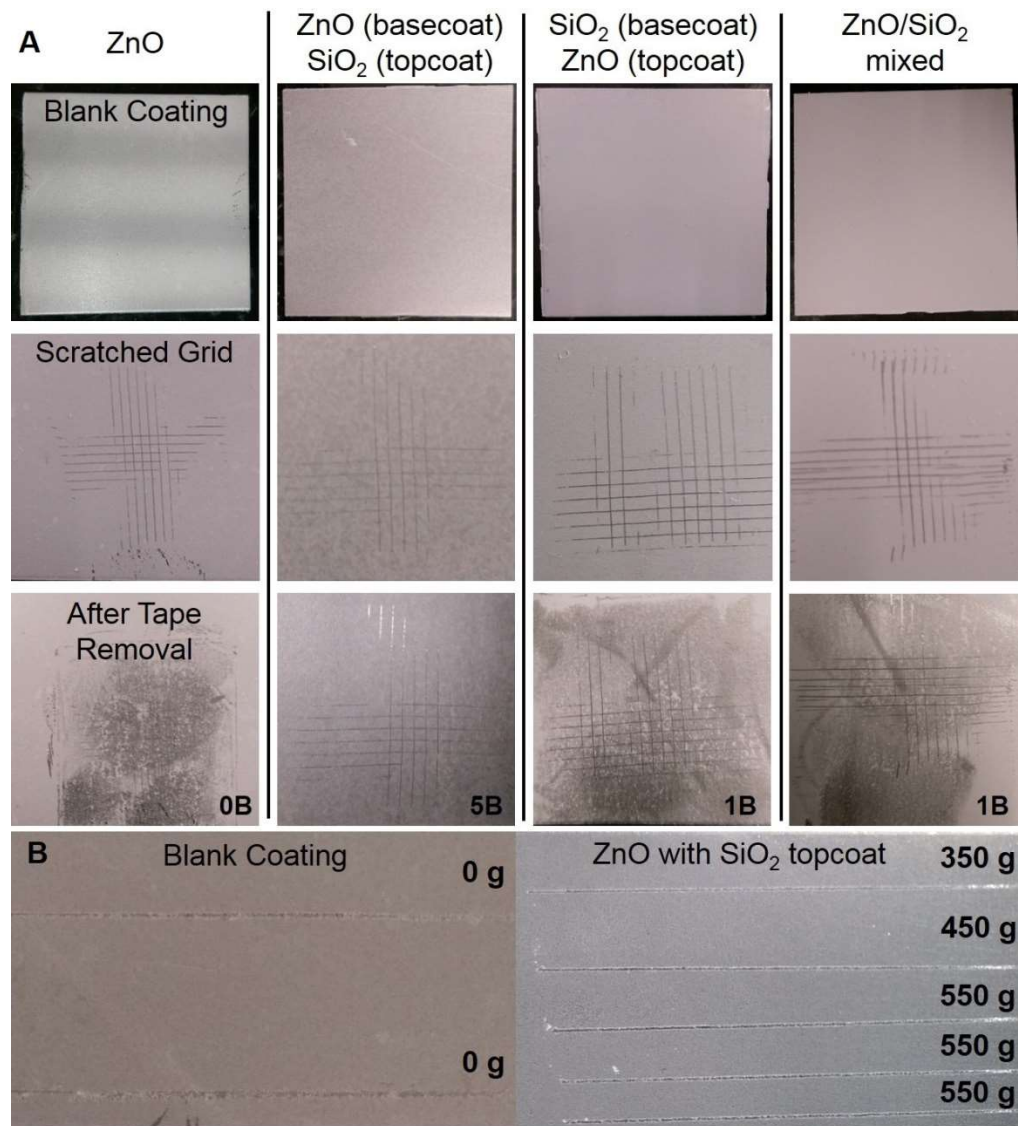 A
ZnO
ZnO (basecoat)
SiO₂ (topcoat)
SiO₂ (basecoat)
ZnO (topcoat)
ZnO/SiO₂
mixed
Blank Coating
Scratched Grid
After Tape
Removal
0B
5B
1B
1B
B
Blank Coating
0 g
0 g
ZnO with SiO₂ topcoat
350 g
450 g
550 g
550 g
550 g